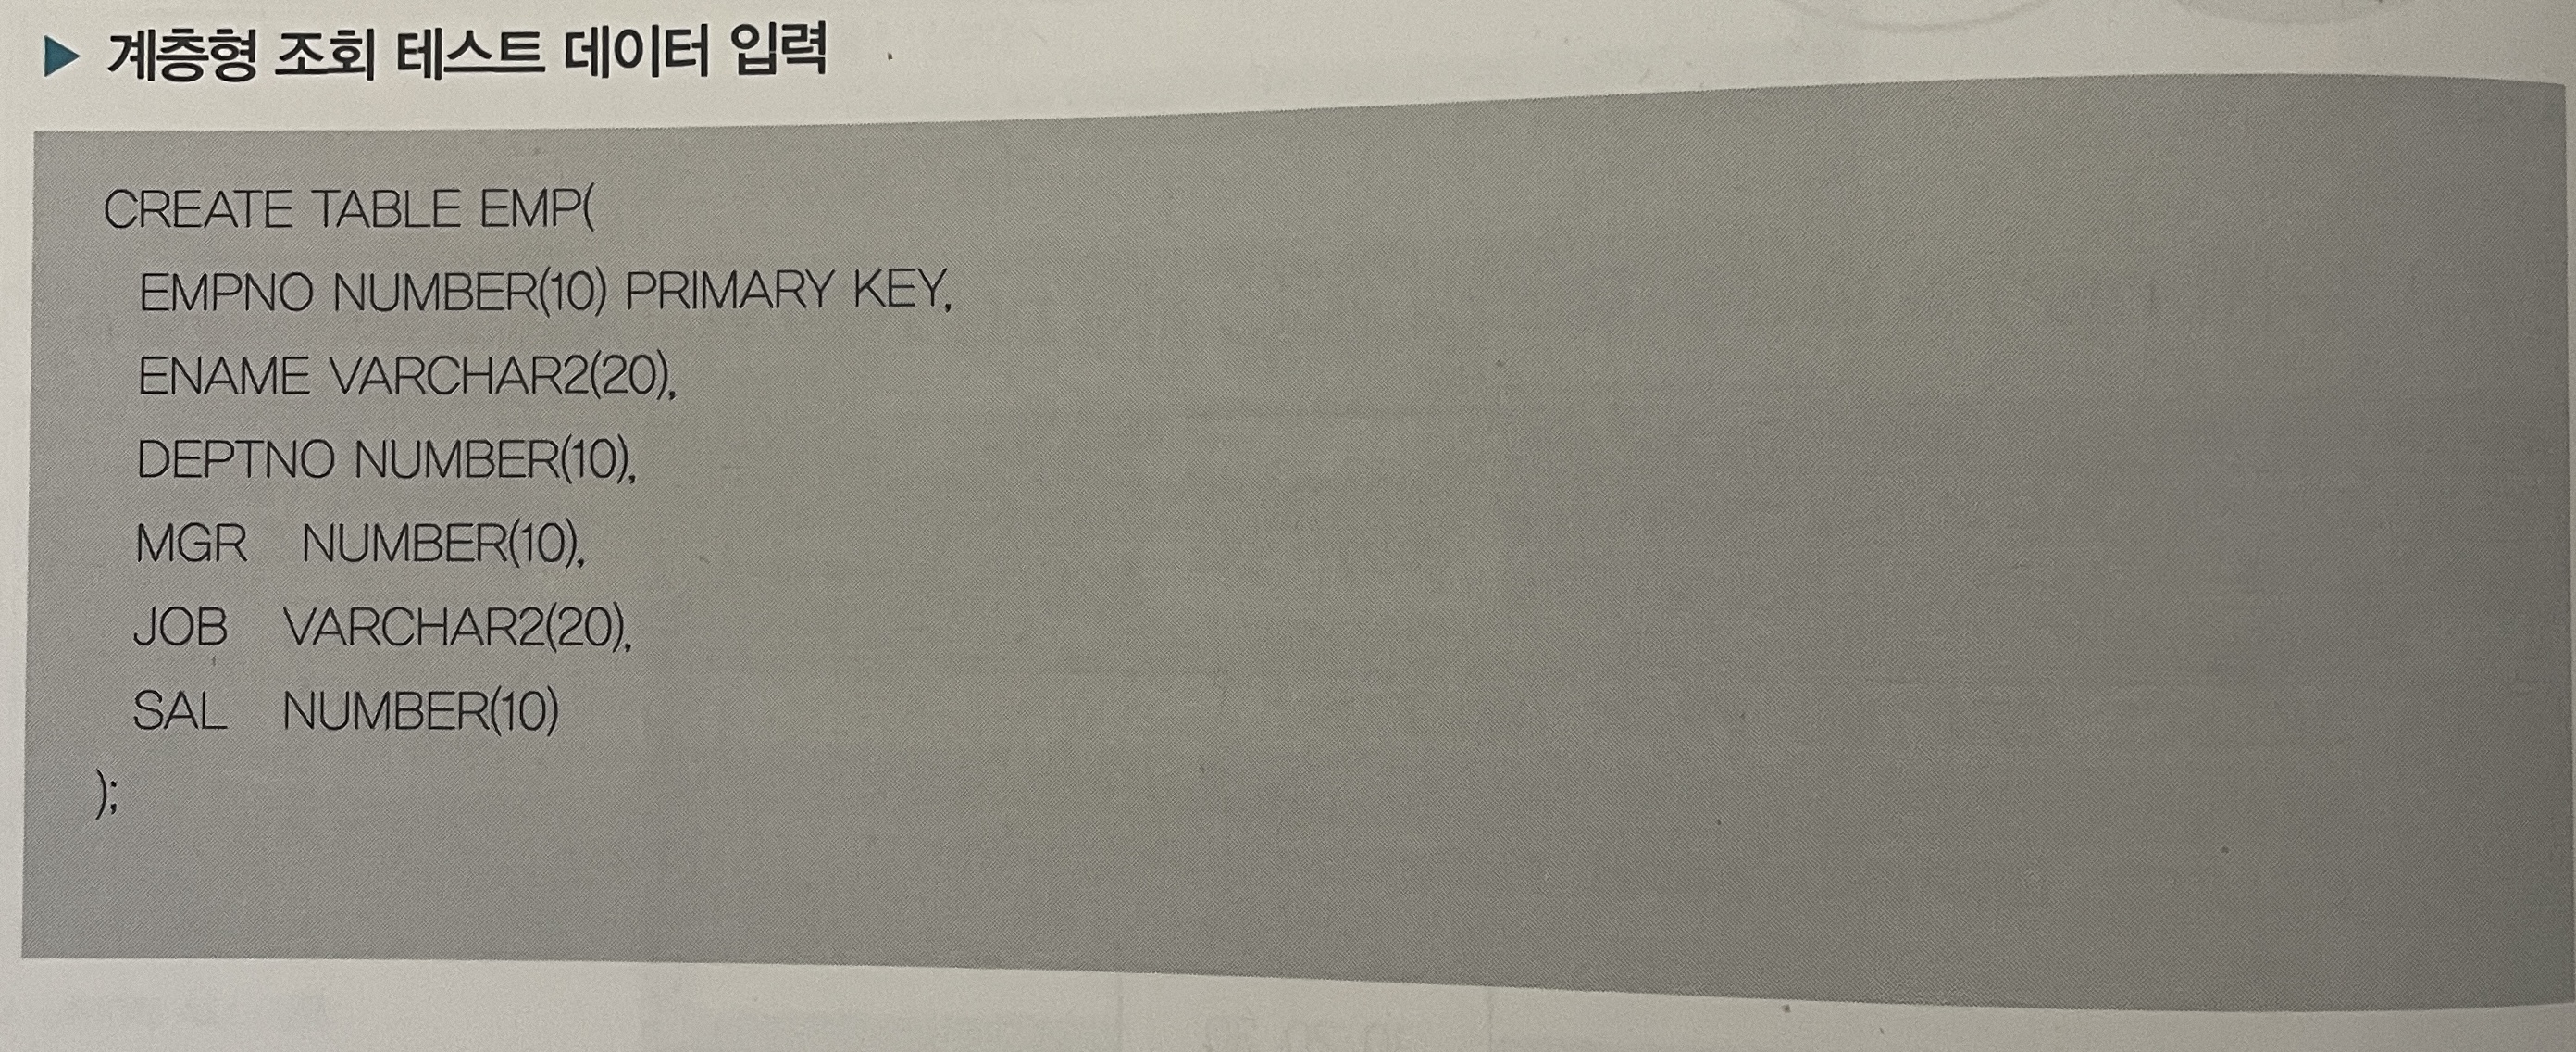 ▶ 계층형 조회 테스트 데이터 입력
CREATE TABLE EMP(
EMPNO NUMBER(10) PRIMARY KEY,
ENAME VARCHAR2(20),
DEPTNO NUMBER(10),
MGR NUMBER(10),
JOB VARCHAR2(20),
SAL NUMBER(10)
);